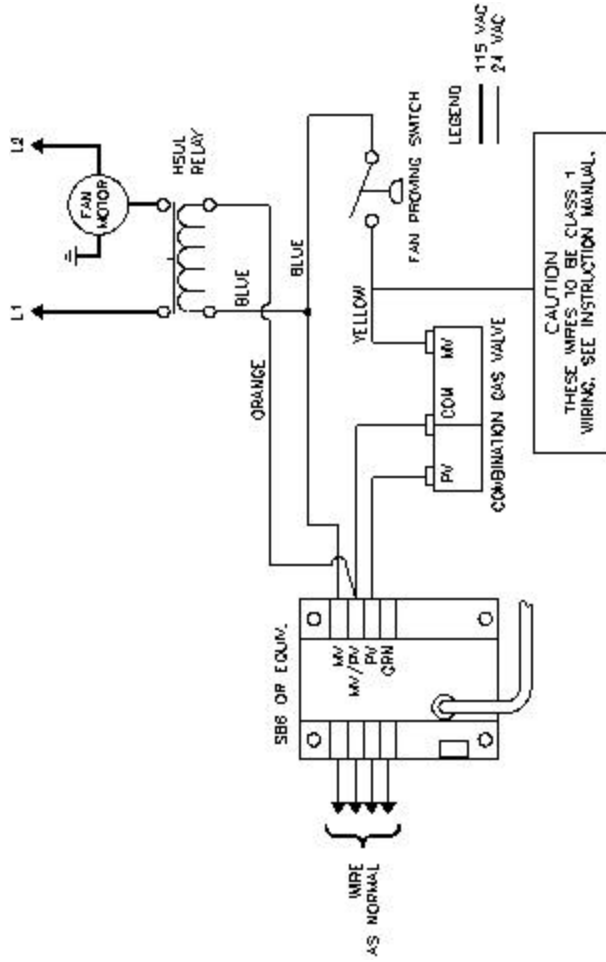 L1
L2
FAN
MOTOR
HSUL
RELAY
BLUE
ORANGE
BLUE
YELLOW
FAN PROVING SWITCH
LEGEND
115 VAC
24 VAC
SB6 OR EQUIV.
MV
MV/PV
PV
GRN
WIRE
AS NORMAL
PV
COM
MV
COMBINATION GAS VALVE
CAUTION
THESE WIRES TO BE CLASS 1
WIRING. SEE INSTRUCTION MANUAL.